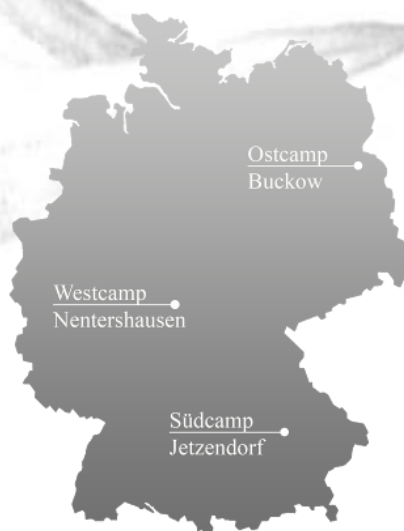 Ostcamp
Buckow
Westcamp
Nentershausen
Südcamp
Jetzendorf